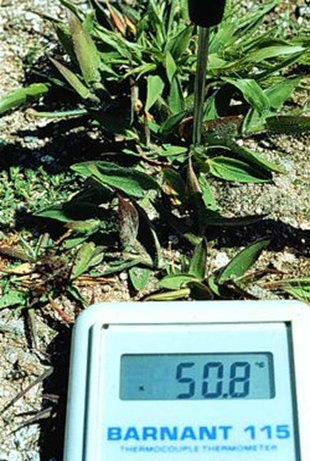 50.8 °C
BARNANT 115
THERMOCOUPLE THERMOMETER